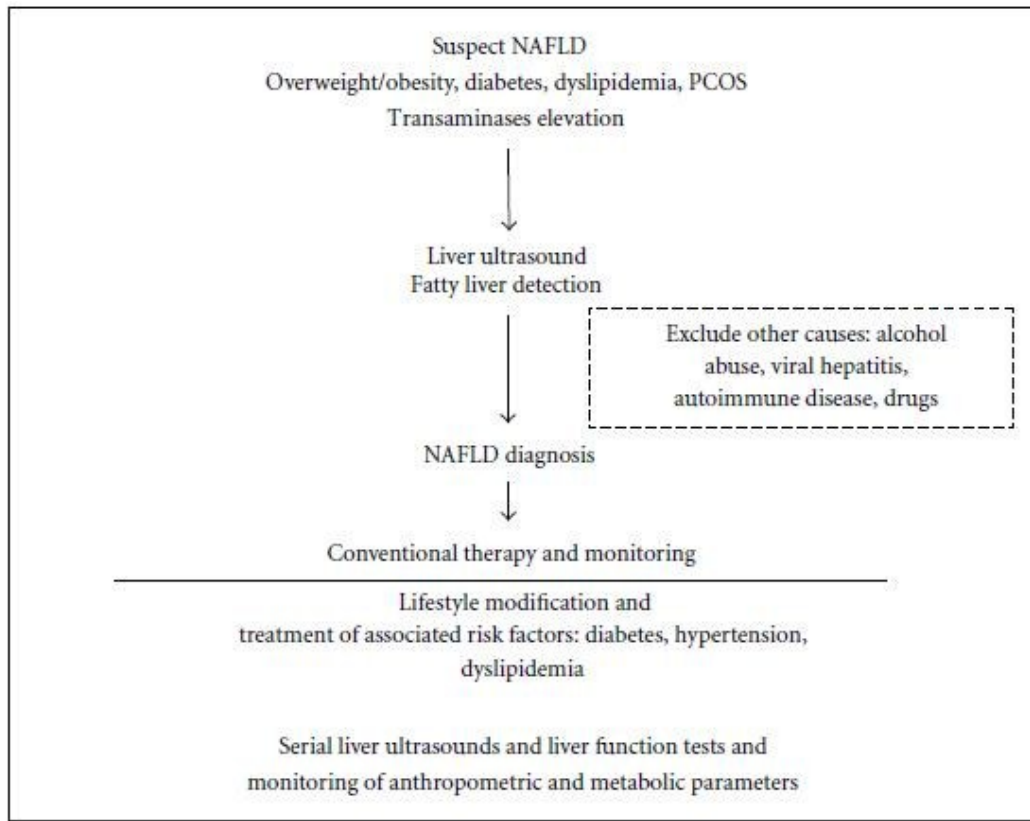 Suspect NAFLD
Overweight/obesity, diabetes, dyslipidemia, PCOS
Transaminases elevation
Liver ultrasound
Fatty liver detection
Exclude other causes: alcohol
abuse, viral hepatitis,
autoimmune disease, drugs
NAFLD diagnosis
Conventional therapy and monitoring
Lifestyle modification and
treatment of associated risk factors: diabetes, hypertension,
dyslipidemia
Serial liver ultrasounds and liver function tests and
monitoring of anthropometric and metabolic parameters